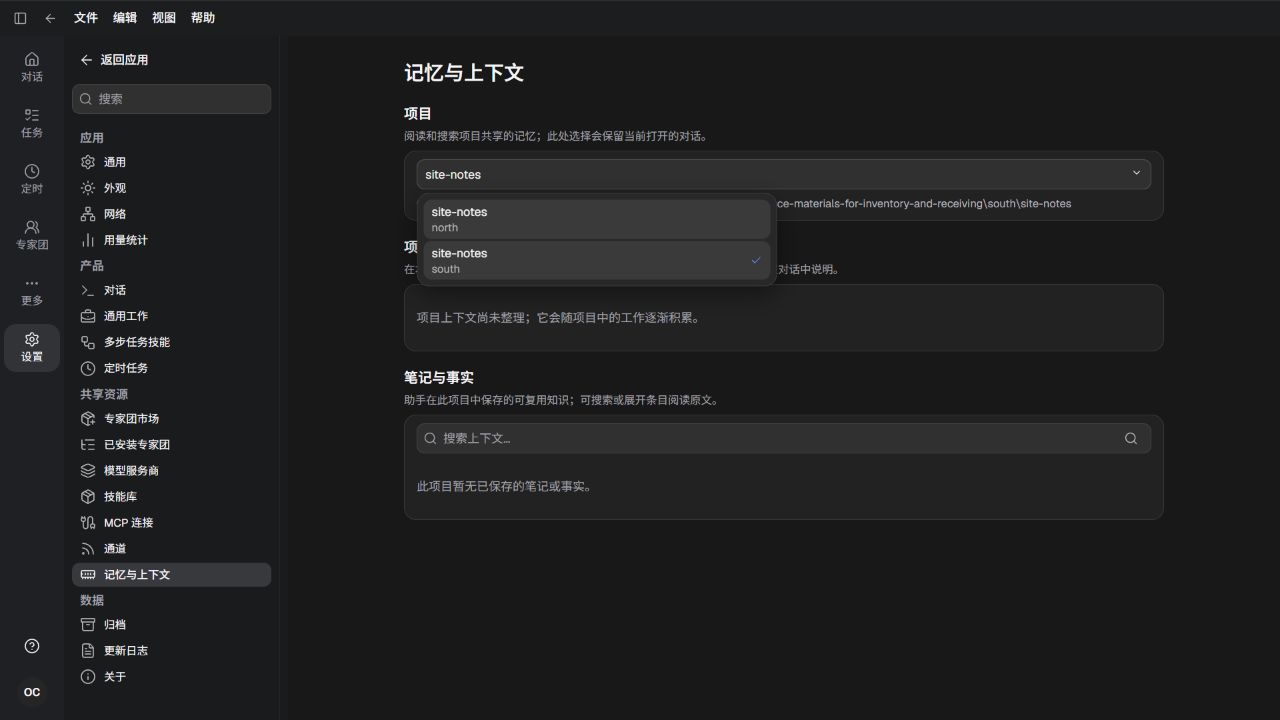 文件 编辑 视图 帮助
对话
任务
定时
专家团
更多
设置
OC
返回应用
搜索
应用
通用
外观
网络
用量统计
产品
对话
通用工作
多步任务技能
定时任务
共享资源
专家团市场
已安装专家团
模型服务商
技能库
MCP 连接
通道
记忆与上下文
数据
归档
更新日志
关于
记忆与上下文
项目
阅读和搜索项目共享的记忆；此处选择会保留当前打开的对话。
site-notes
ce-materials-for-inventory-and-receiving\south\site-notes
site-notes
north
site-notes
south
项
在
对话中说明。
项目上下文尚未整理；它会随项目中的工作逐渐积累。
笔记与事实
助手在此项目中保存的可复用知识；可搜索或展开条目阅读原文。
搜索上下文...
此项目暂无已保存的笔记或事实。